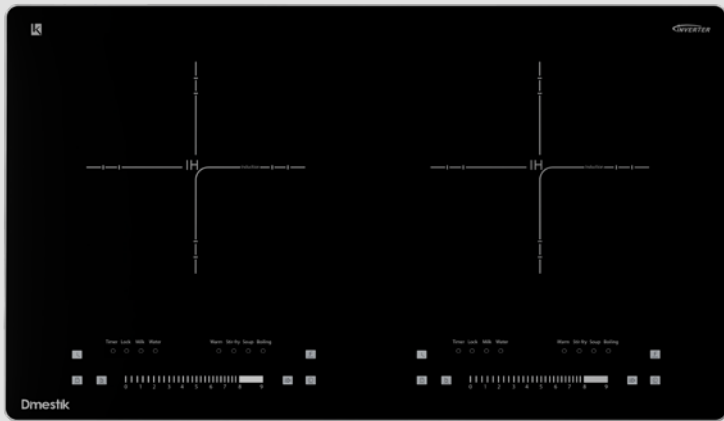 K
INVERTER
IH induction IH induction
Timer Lock Milk Water Warm Stir-fry Soup Boiling Timer Lock Milk Water Warm Stir-fry Soup Boiling
0 1 2 3 4 5 6 7 8 9 0 1 2 3 4 5 6 7 8 9
Dmestik